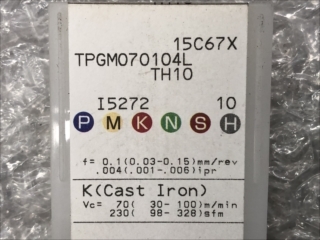 15C67X
TPGM070104L
TH10
I5272 10
P M K N S H
f= 0.1(0.03-0.15)mm/rev
.004(.001-.006)ipr
K(Cast Iron)
Vc= 70( 30- 100)m/min
230( 98- 328)sfm